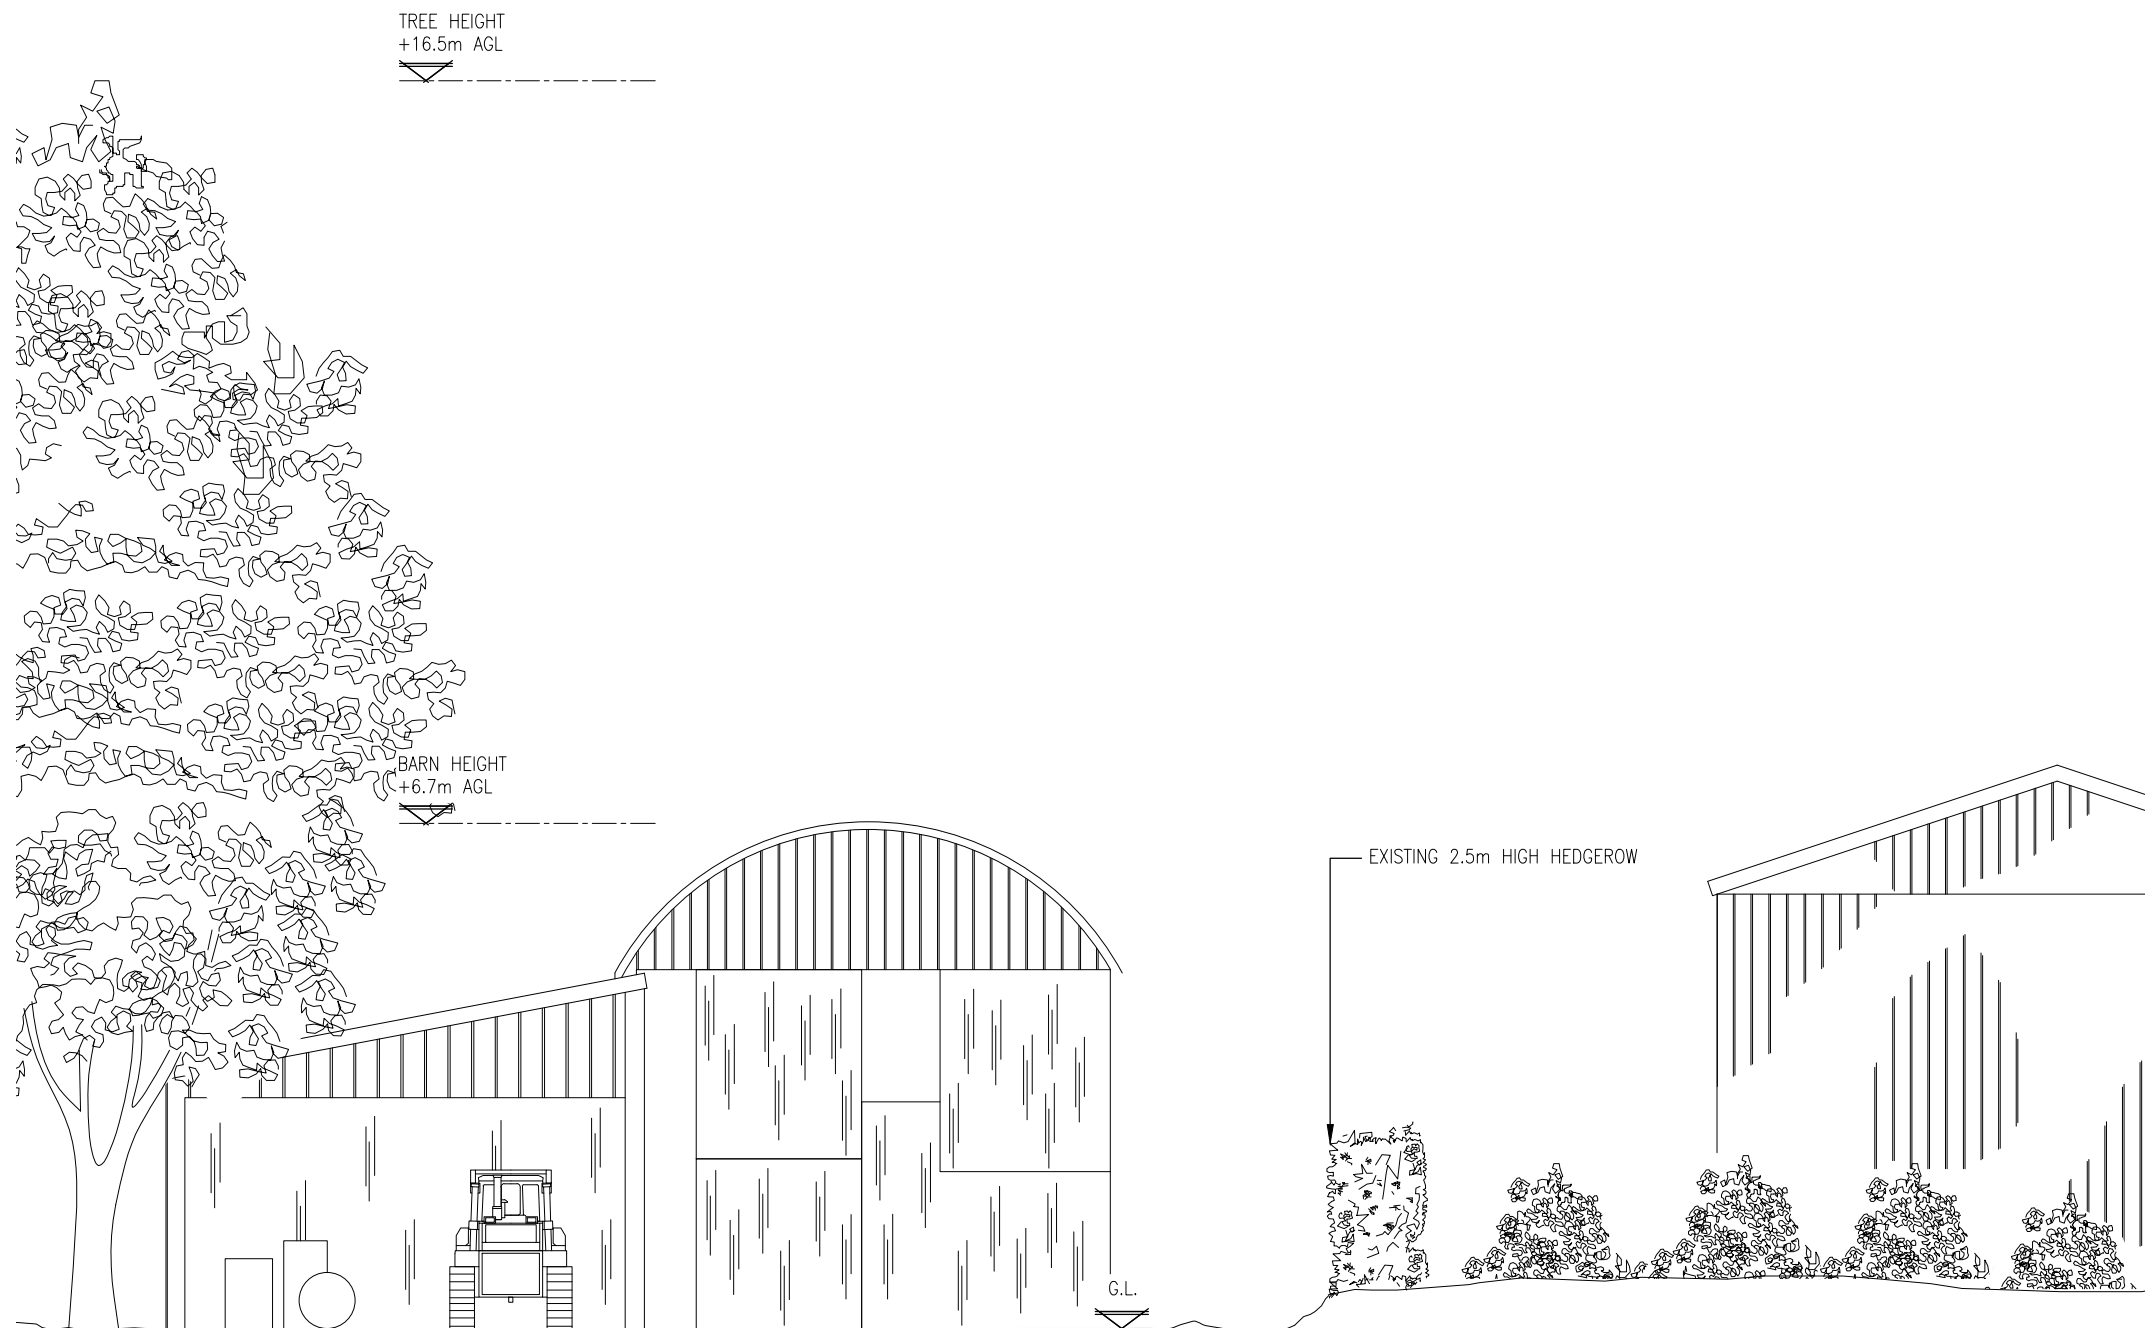 TREE HEIGHT
+16.5m AGL
BARN HEIGHT
+6.7m AGL
EXISTING 2.5m HIGH HEDGEROW
G.L.